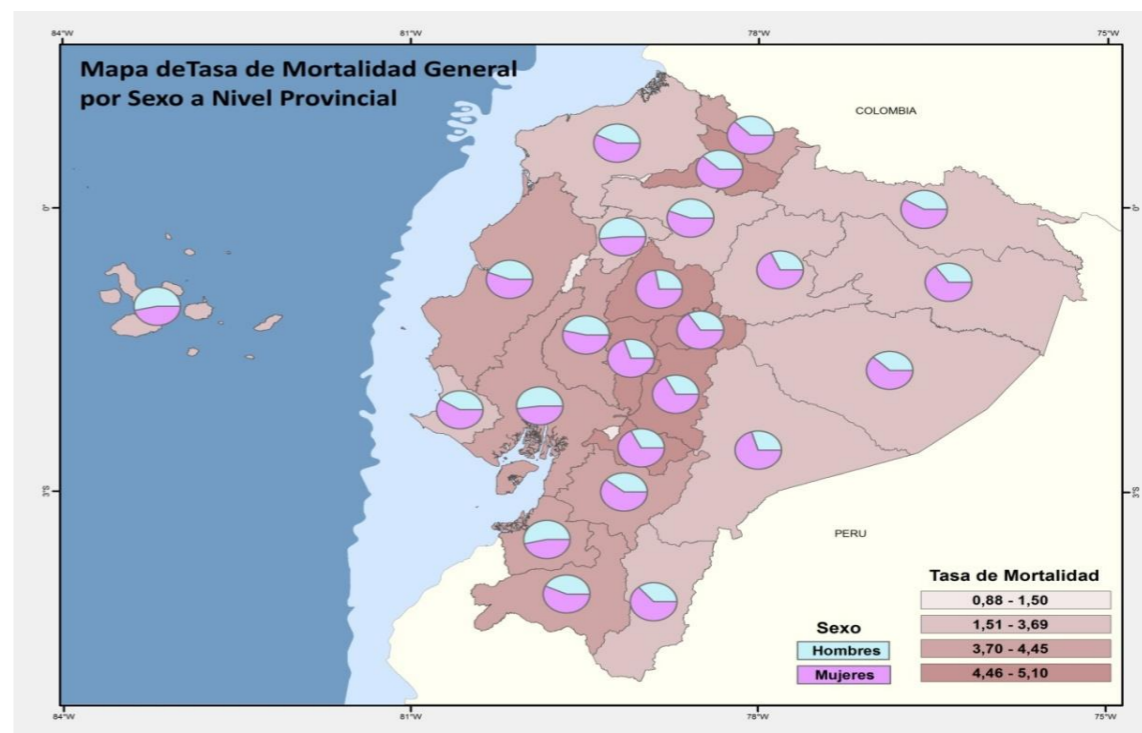 84°W
81°W
78°W
75°W
Mapa deTasa de Mortalidad General
por Sexo a Nivel Provincial
COLOMBIA
0°
0°
3°S
3°S
PERU
Tasa de Mortalidad
0,88 - 1,50
1,51 - 3,69
3,70 - 4,45
4,46 - 5,10
Sexo
Hombres
Mujeres
84°W
81°W
78°W
75°W